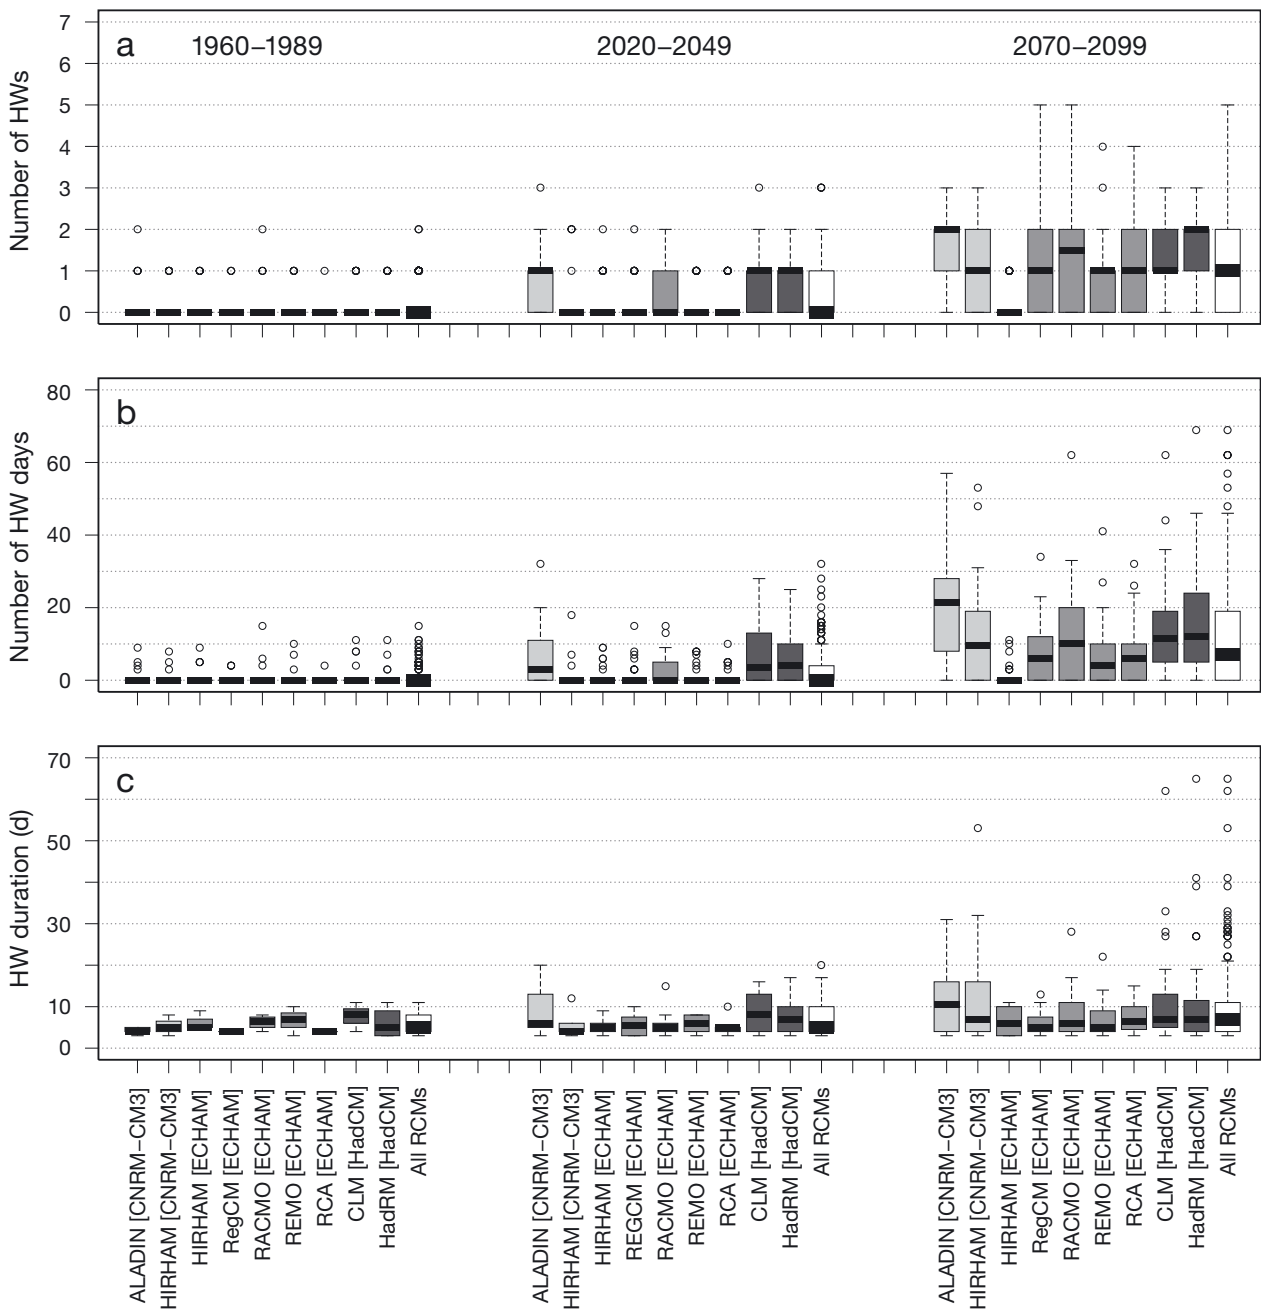 a
1960–1989
2020–2049
2070–2099
Number of HWs
7
6
5
4
3
2
1
0
b
Number of HW days
80
60
40
20
0
c
HW duration (d)
70
50
30
10
0
ALADIN [CNRM–CM3]
HIRHAM [CNRM–CM3]
HIRHAM [ECHAM]
RegCM [ECHAM]
RACMO [ECHAM]
REMO [ECHAM]
RCA [ECHAM]
CLM [HadCM]
HadRM [HadCM]
All RCMs
ALADIN [CNRM–CM3]
HIRHAM [CNRM–CM3]
HIRHAM [ECHAM]
REGCM [ECHAM]
RACMO [ECHAM]
REMO [ECHAM]
RCA [ECHAM]
CLM [HadCM]
HadRM [HadCM]
All RCMs
ALADIN [CNRM–CM3]
HIRHAM [CNRM–CM3]
HIRHAM [ECHAM]
RegCM [ECHAM]
RACMO [ECHAM]
REMO [ECHAM]
RCA [ECHAM]
CLM [HadCM]
HadRM [HadCM]
All RCMs